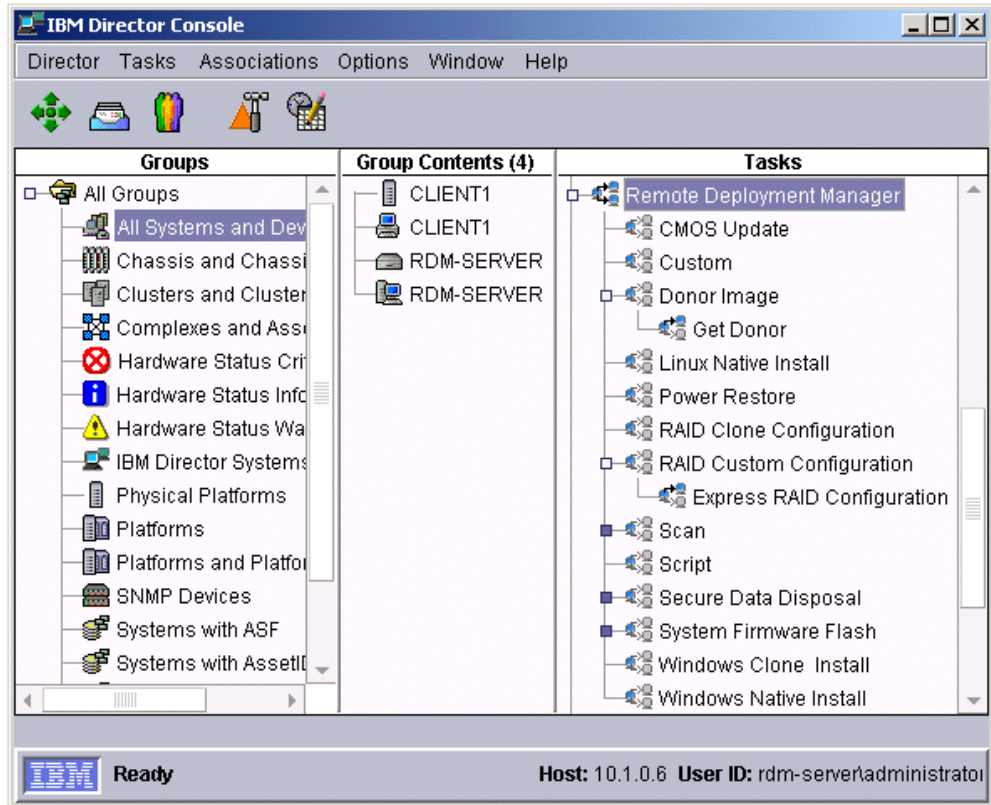 IBM Director Console
Director Tasks Associations Options Window Help
Groups
All Groups
All Systems and Dev
Chassis and Chassi
Clusters and Cluster
Complexes and Asso
Hardware Status Crit
Hardware Status Info
Hardware Status Wa
IBM Director Systems
Physical Platforms
Platforms
Platforms and Platfor
SNMP Devices
Systems with ASF
Systems with AssetID
Group Contents (4)
CLIENT1
CLIENT1
RDM-SERVER
RDM-SERVER
Tasks
Remote Deployment Manager
CMOS Update
Custom
Donor Image
Get Donor
Linux Native Install
Power Restore
RAID Clone Configuration
RAID Custom Configuration
Express RAID Configuration
Scan
Script
Secure Data Disposal
System Firmware Flash
Windows Clone Install
Windows Native Install
IBM Ready
Host: 10.1.0.6 User ID: rdm-server\administrator